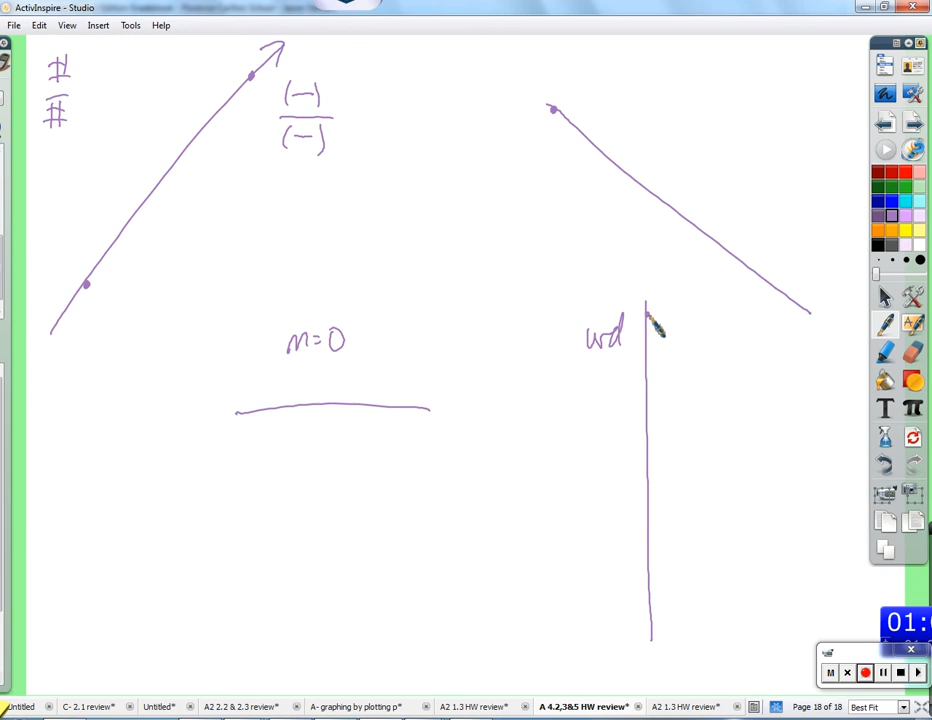 ActivInspire - Studio
File Edit View Insert Tools Help
#
#
(-)
(-)
m=0
und
01:
M
Untitled
C- 2.1 review*
Untitled*
A2 2.2 & 2.3 review*
A- graphing by plotting p*
A2 1.3 HW review*
A 4.2,3&5 HW review*
A2 1.3 HW review*
Page 18 of 18
Best Fit